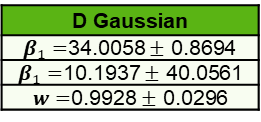 D Gaussian
β₁ =34.0058 ± 0.8694
β₁ =10.1937 ± 40.0561
w =0.9928 ± 0.0296